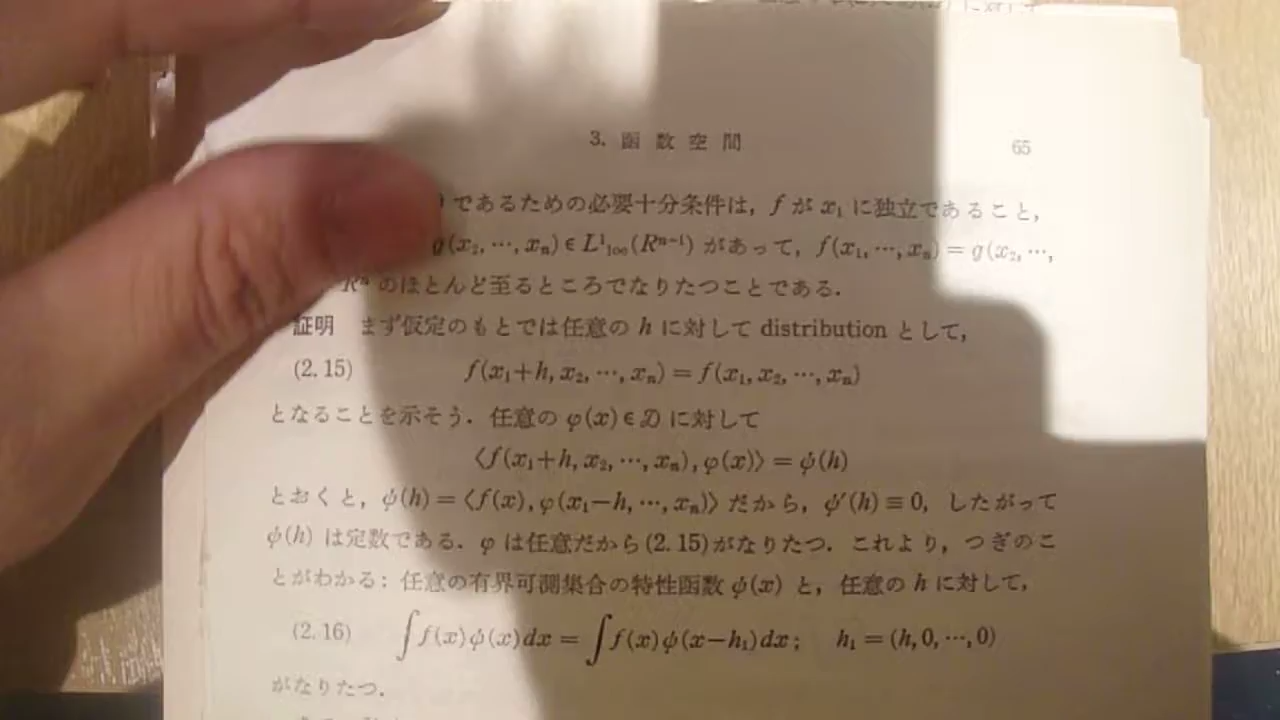 3. 函数空間 65
であるための必要十分条件は, f が x₁ に独立であること,
g(x₂, ⋯, xₙ) ∈ L¹loc(Rⁿ⁻¹) があって, f(x₁, ⋯, xₙ) = g(x₂, ⋯,
Rⁿ のほとんど至るところでなりたつことである.
証明 まず仮定のもとでは任意の h に対して distribution として,
(2.15) f(x₁+h, x₂, ⋯, xₙ) = f(x₁, x₂, ⋯, xₙ)
となることを示そう. 任意の φ(x) ∈ 𝒟 に対して
⟨f(x₁+h, x₂, ⋯, xₙ), φ(x)⟩ = ψ(h)
とおくと, ψ(h) = ⟨f(x), φ(x₁−h, ⋯, xₙ)⟩ だから, ψ′(h) ≡ 0, したがって
ψ(h) は定数である. φ は任意だから (2.15) がなりたつ. これより, つぎのこ
とがわかる: 任意の有界可測集合の特性函数 ψ(x) と, 任意の h に対して,
(2.16) ∫f(x)ψ(x)dx = ∫f(x)ψ(x−h₁)dx; h₁ = (h, 0, ⋯, 0)
がなりたつ.